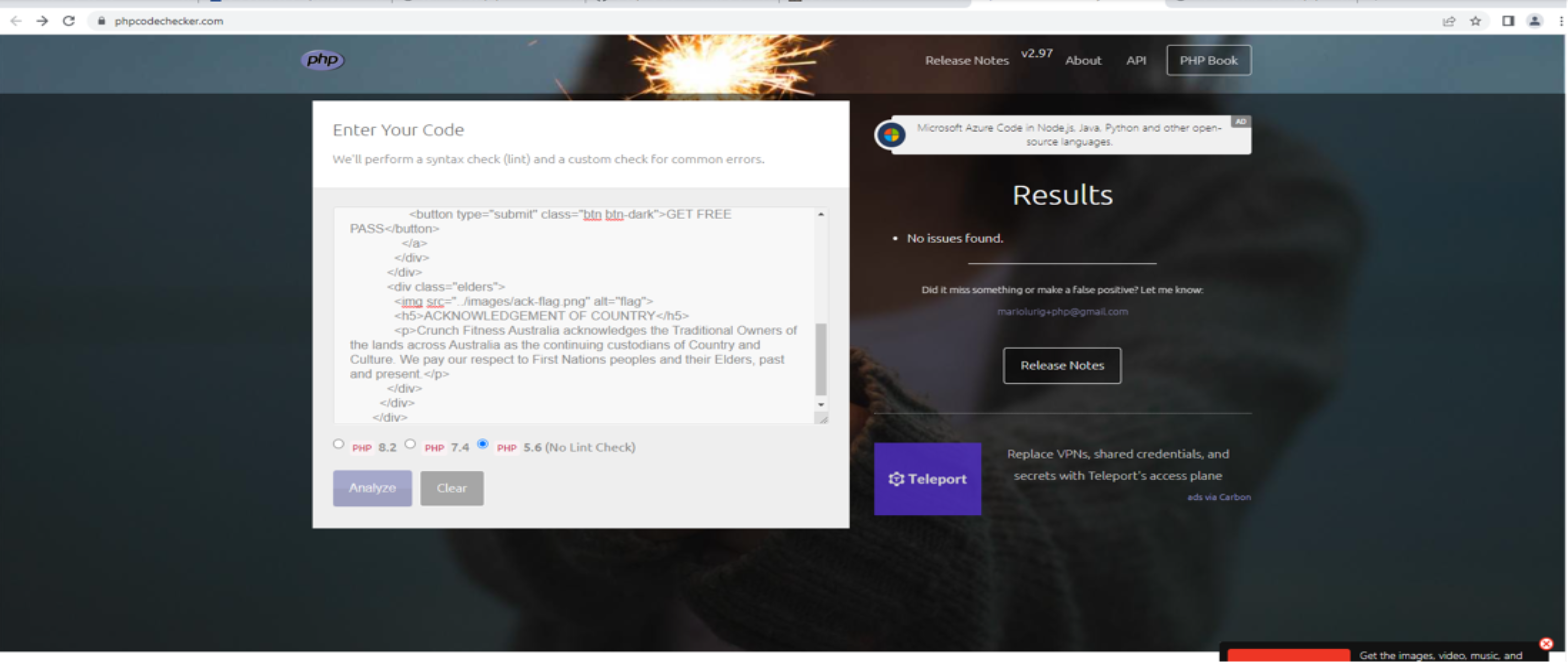 phpcodechecker.com
php
Release Notes v2.97 About API PHP Book
Enter Your Code
We'll perform a syntax check (lint) and a custom check for common errors.
<button type="submit" class="btn btn-dark">GET FREE
PASS</button>
</a>
</div>
</div>
<div class="elders">
<img src="../images/ack-flag.png" alt="flag">
<h5>ACKNOWLEDGEMENT OF COUNTRY</h5>
<p>Crunch Fitness Australia acknowledges the Traditional Owners of
the lands across Australia as the continuing custodians of Country and
Culture. We pay our respect to First Nations peoples and their Elders, past
and present.</p>
</div>
</div>
</div>
PHP 8.2 PHP 7.4 PHP 5.6 (No Lint Check)
Analyze Clear
AD
Microsoft Azure Code in Node.js, Java, Python and other open-
source languages.
Results
• No issues found.
Did it miss something or make a false positive? Let me know:
mariolurig+php@gmail.com
Release Notes
Teleport
Replace VPNs, shared credentials, and
secrets with Teleport's access plane
ads via Carbon
Get the images, video, music, and